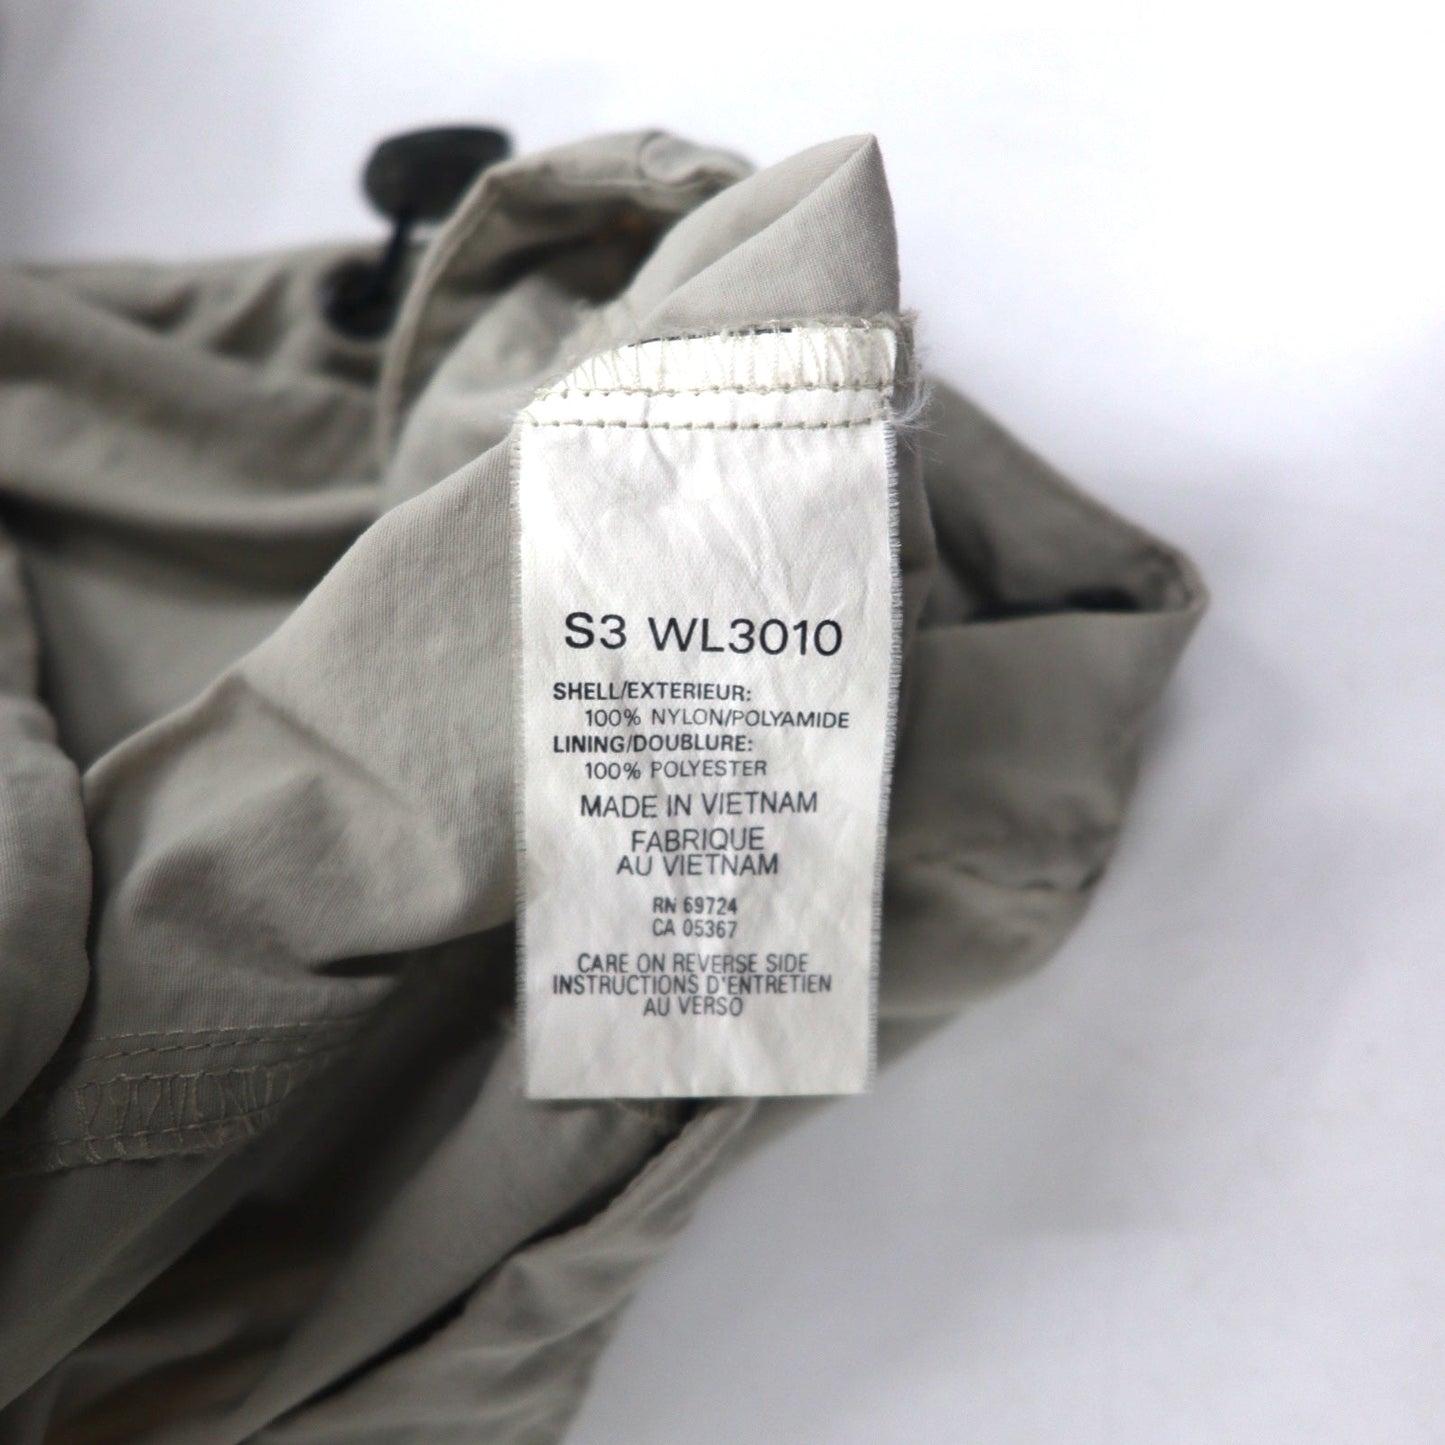 S3 WL3010
SHELL/EXTERIEUR:
100% NYLON/POLYAMIDE
LINING/DOUBLURE:
100% POLYESTER
MADE IN VIETNAM
FABRIQUE
AU VIETNAM
RN 69724
CA 05367
CARE ON REVERSE SIDE
INSTRUCTIONS D'ENTRETIEN
AU VERSO